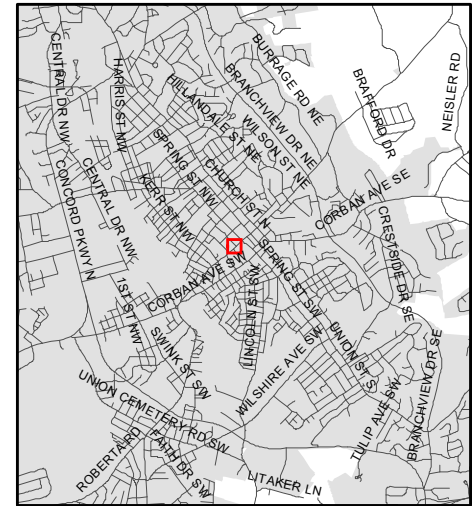 BURRAGE RD NE
CENTRAL DR NW
HARRIS ST NW
BRANCHVIEW DR NE
BRAFFORD DR
NEISLER RD
HILLANDALE ST NE
WILSON ST NE
SPRING ST NW
CHURCH ST N
KERR ST NW
CENTRAL DR NW
CONCORD PKWY N
CORBAN AVE SE
CRESTSIDE DR SE
CORBAN AVE SW
SPRING ST SW
1ST ST NW
LINCOLN ST SW
SWINK ST SW
WILSHIRE AVE SW
UNION ST S
UNION CEMETERY RD SW
TULIP AVE SW
BRANCHVIEW DR SE
ROBERTA RD
FAITH DR SW
LITAKER LN